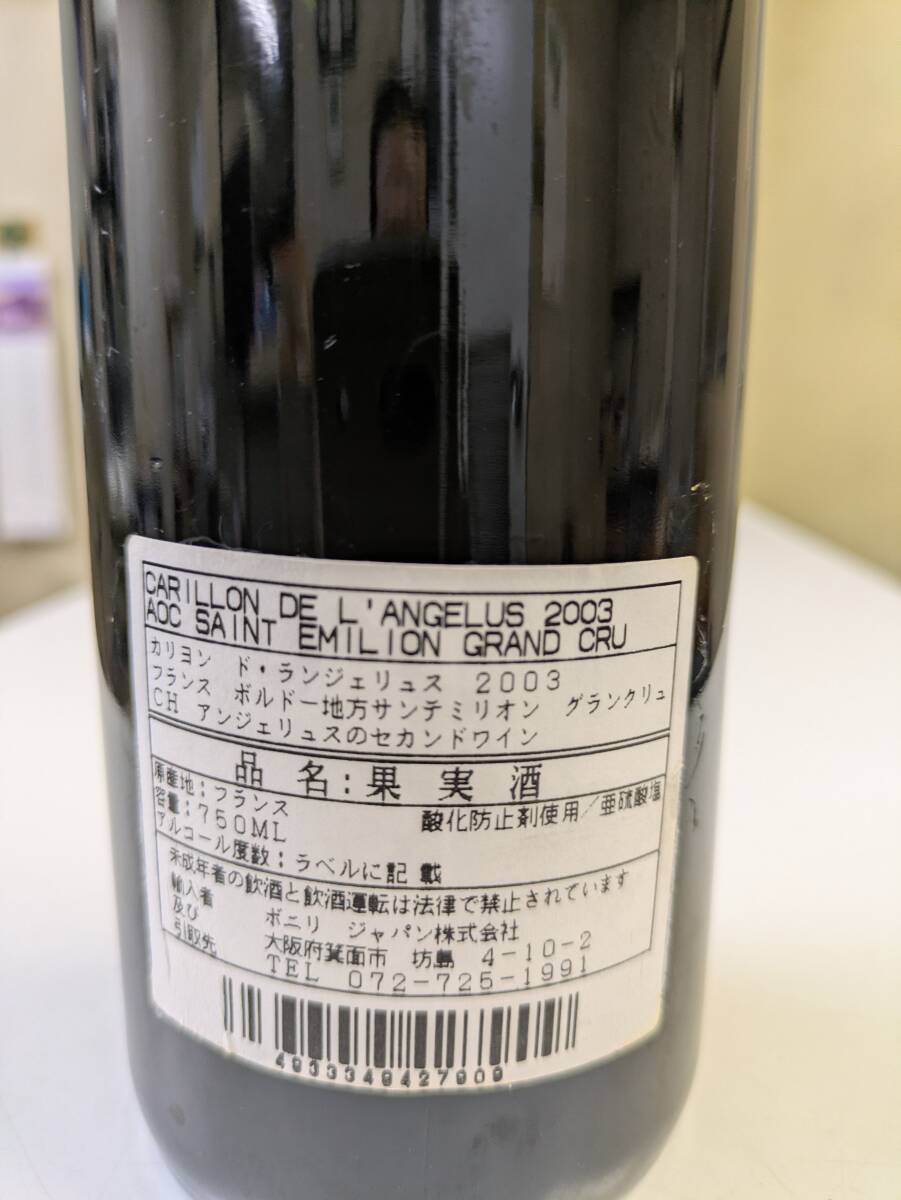 CARILLON DE L'ANGELUS 2003
AOC SAINT EMILION GRAND CRU
カリヨン ド・ランジェリュス 2003
フランス ボルドー地方サンテミリオン グランクリュ
CH アンジェリュスのセカンドワイン
品 名:果 実 酒
原産地:フランス
容量:750ML 酸化防止剤使用/亜硫酸塩
アルコール度数:ラベルに記 載
未成年者の飲酒と飲酒運転は法律で禁止されています
輸入者 ボニリ ジャパン株式会社
及び 大阪府箕面市 坊島 4-10-2
引取先 TEL 072-725-1991
4933349427909